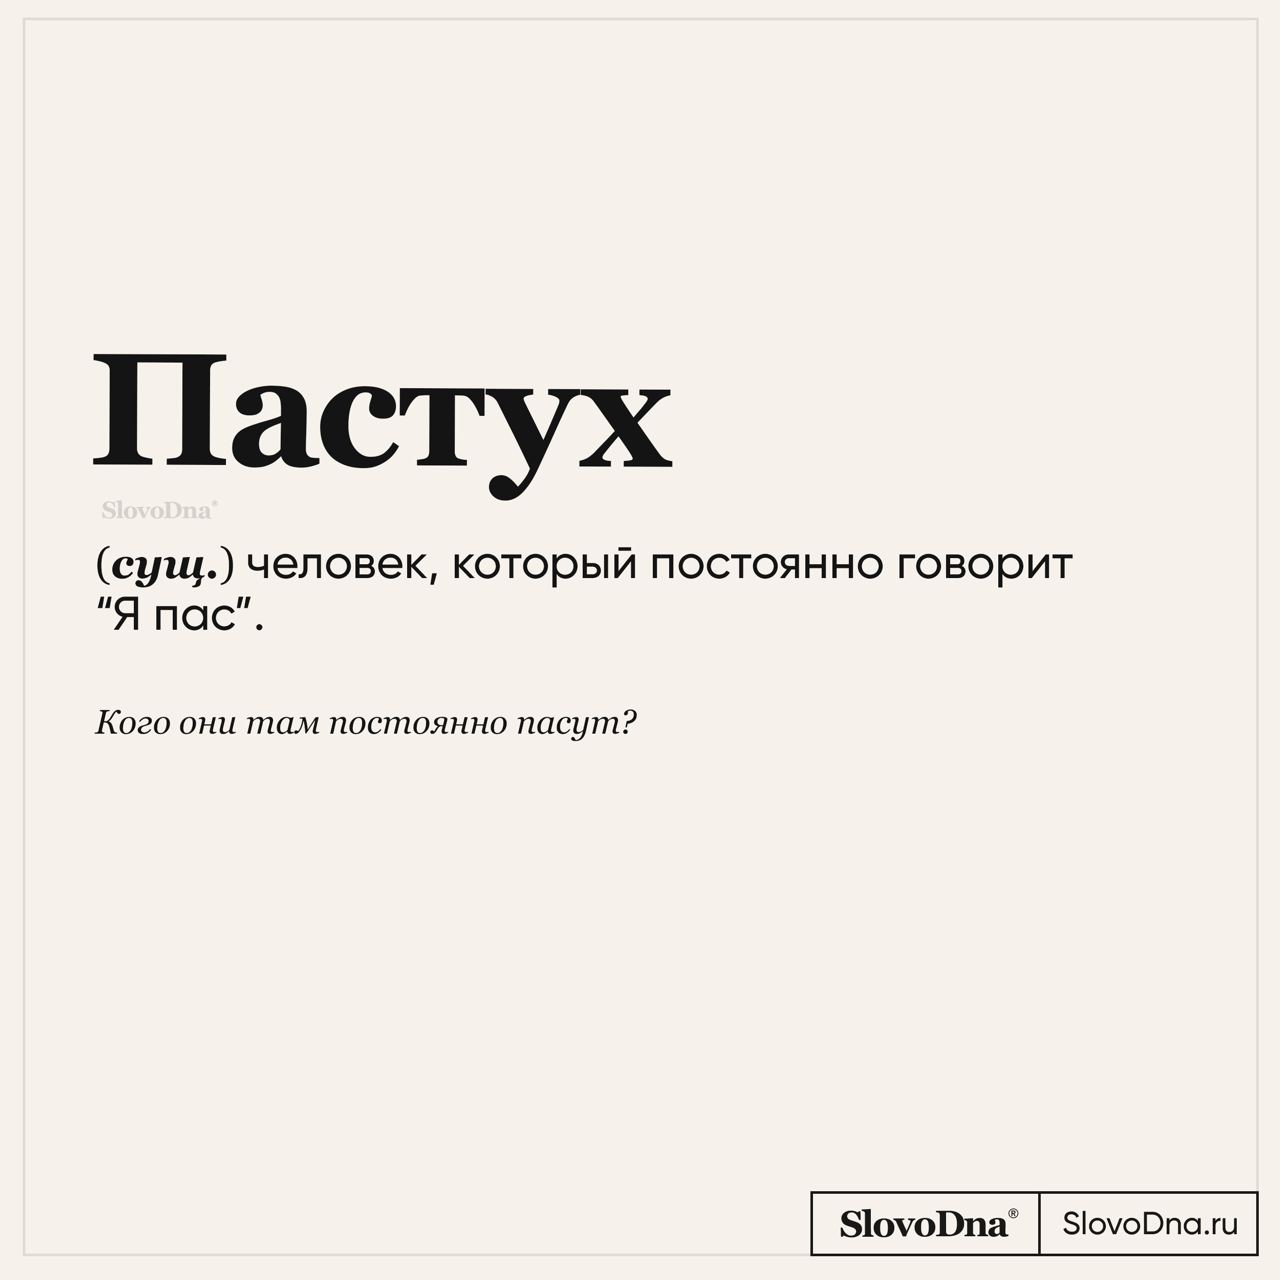 Пастух
SlovoDna®
(сущ.) человек, который постоянно говорит
“Я пас”.
Кого они там постоянно пасут?
SlovoDna® SlovoDna.ru